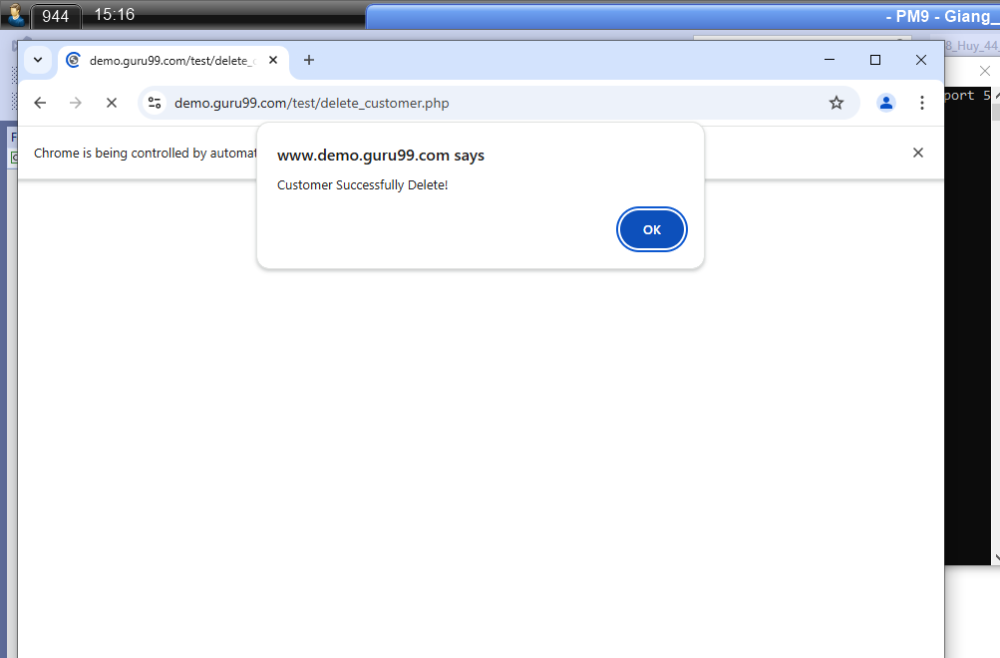 944 15:16
- PM9 - Giang_
8_Huy_44_
demo.guru99.com/test/delete_c
port 5
demo.guru99.com/test/delete_customer.php
F
Chrome is being controlled by automat
www.demo.guru99.com says
Customer Successfully Delete!
OK